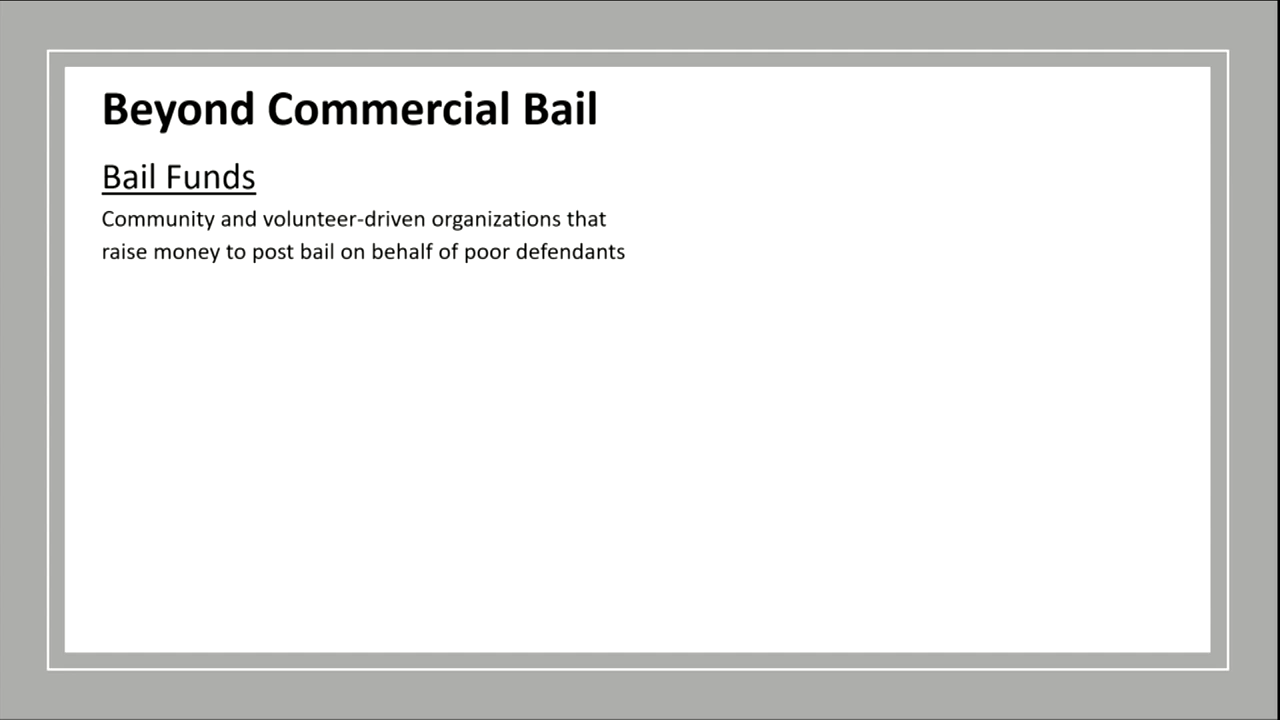 Beyond Commercial Bail
Bail Funds
Community and volunteer-driven organizations that
raise money to post bail on behalf of poor defendants